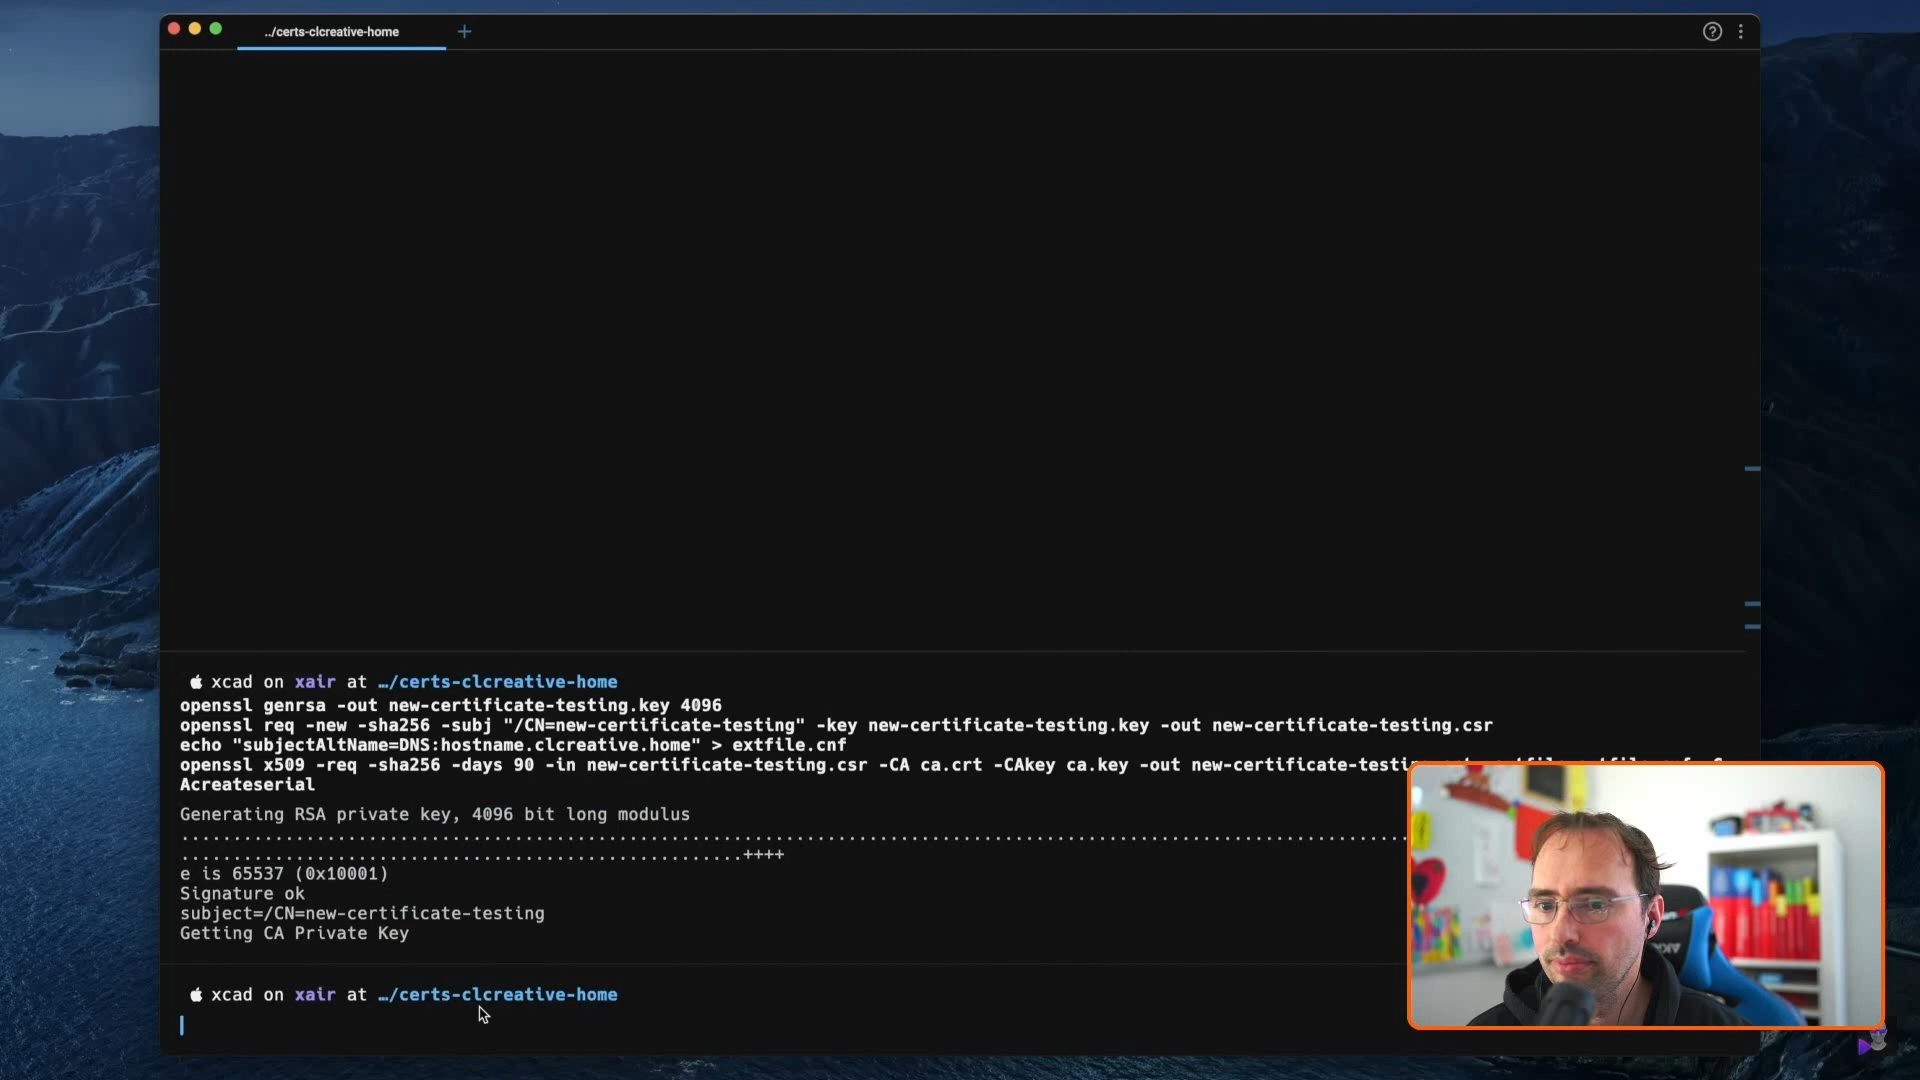 ../certs-clcreative-home
xcad on xair at …/certs-clcreative-home
openssl genrsa -out new-certificate-testing.key 4096
openssl req -new -sha256 -subj "/CN=new-certificate-testing" -key new-certificate-testing.key -out new-certificate-testing.csr
echo "subjectAltName=DNS:hostname.clcreative.home" > extfile.cnf
openssl x509 -req -sha256 -days 90 -in new-certificate-testing.csr -CA ca.crt -CAkey ca.key -out
Acreateserial
Generating RSA private key, 4096 bit long modulus
++++
e is 65537 (0x10001)
Signature ok
subject=/CN=new-certificate-testing
Getting CA Private Key
xcad on xair at …/certs-clcreative-home